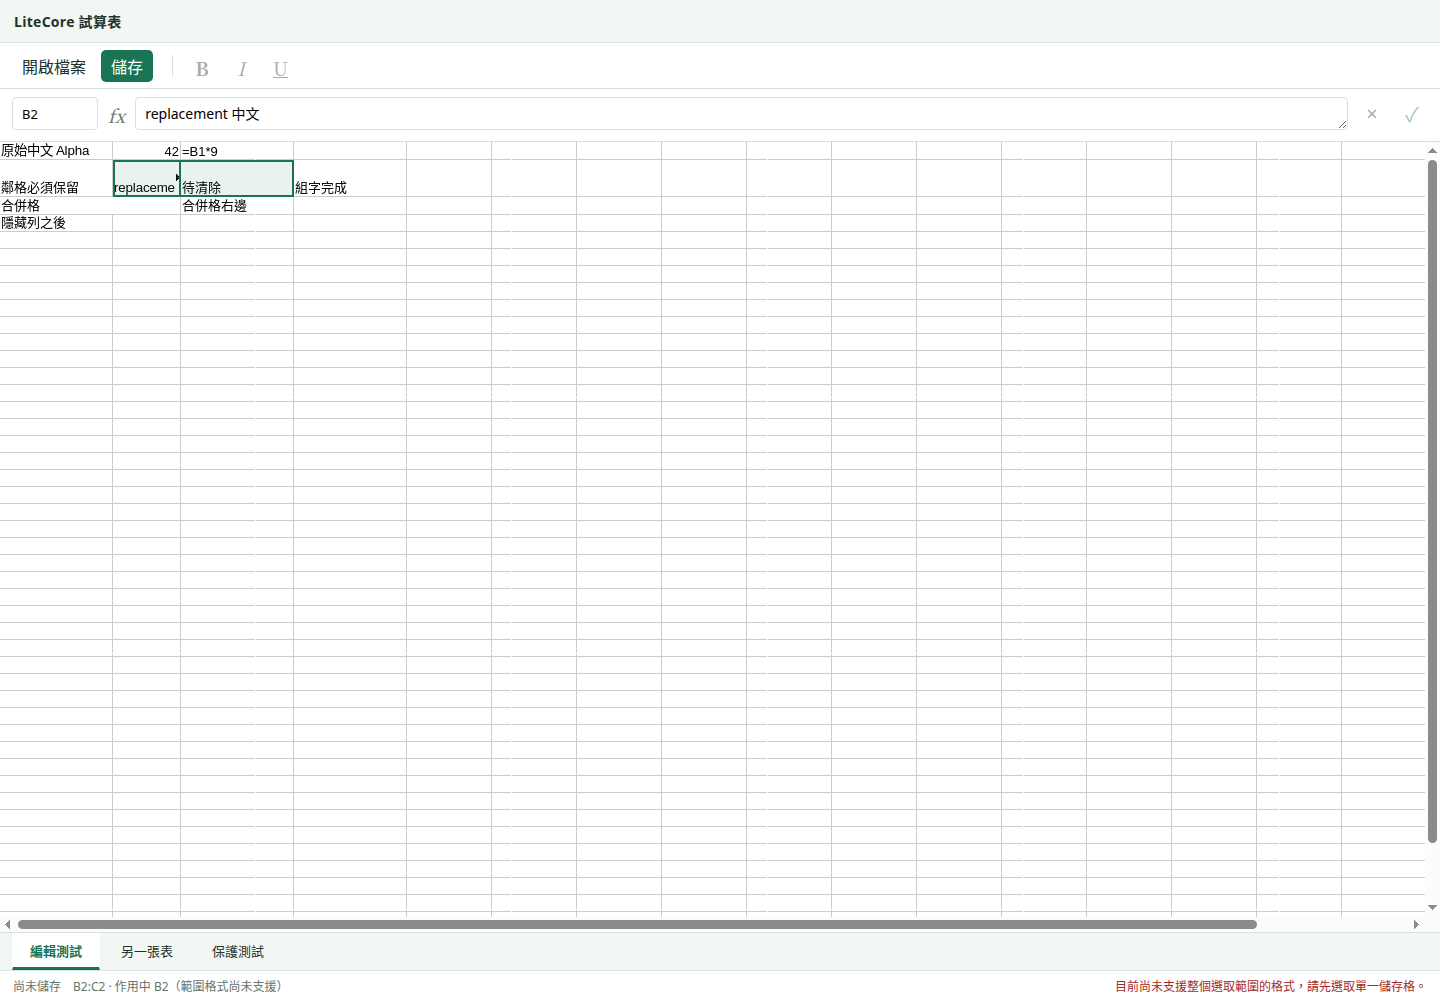 LiteCore 試算表
開啟檔案 儲存 B I U
B2 fx replacement 中文 × ✓
原始中文 Alpha 42 =B1*9
鄰格必須保留 replaceme 待清除 組字完成
合併格 合併格右邊
隱藏列之後
編輯測試 另一張表 保護測試
尚未儲存 B2:C2 · 作用中 B2（範圍格式尚未支援） 目前尚未支援整個選取範圍的格式，請先選取單一儲存格。